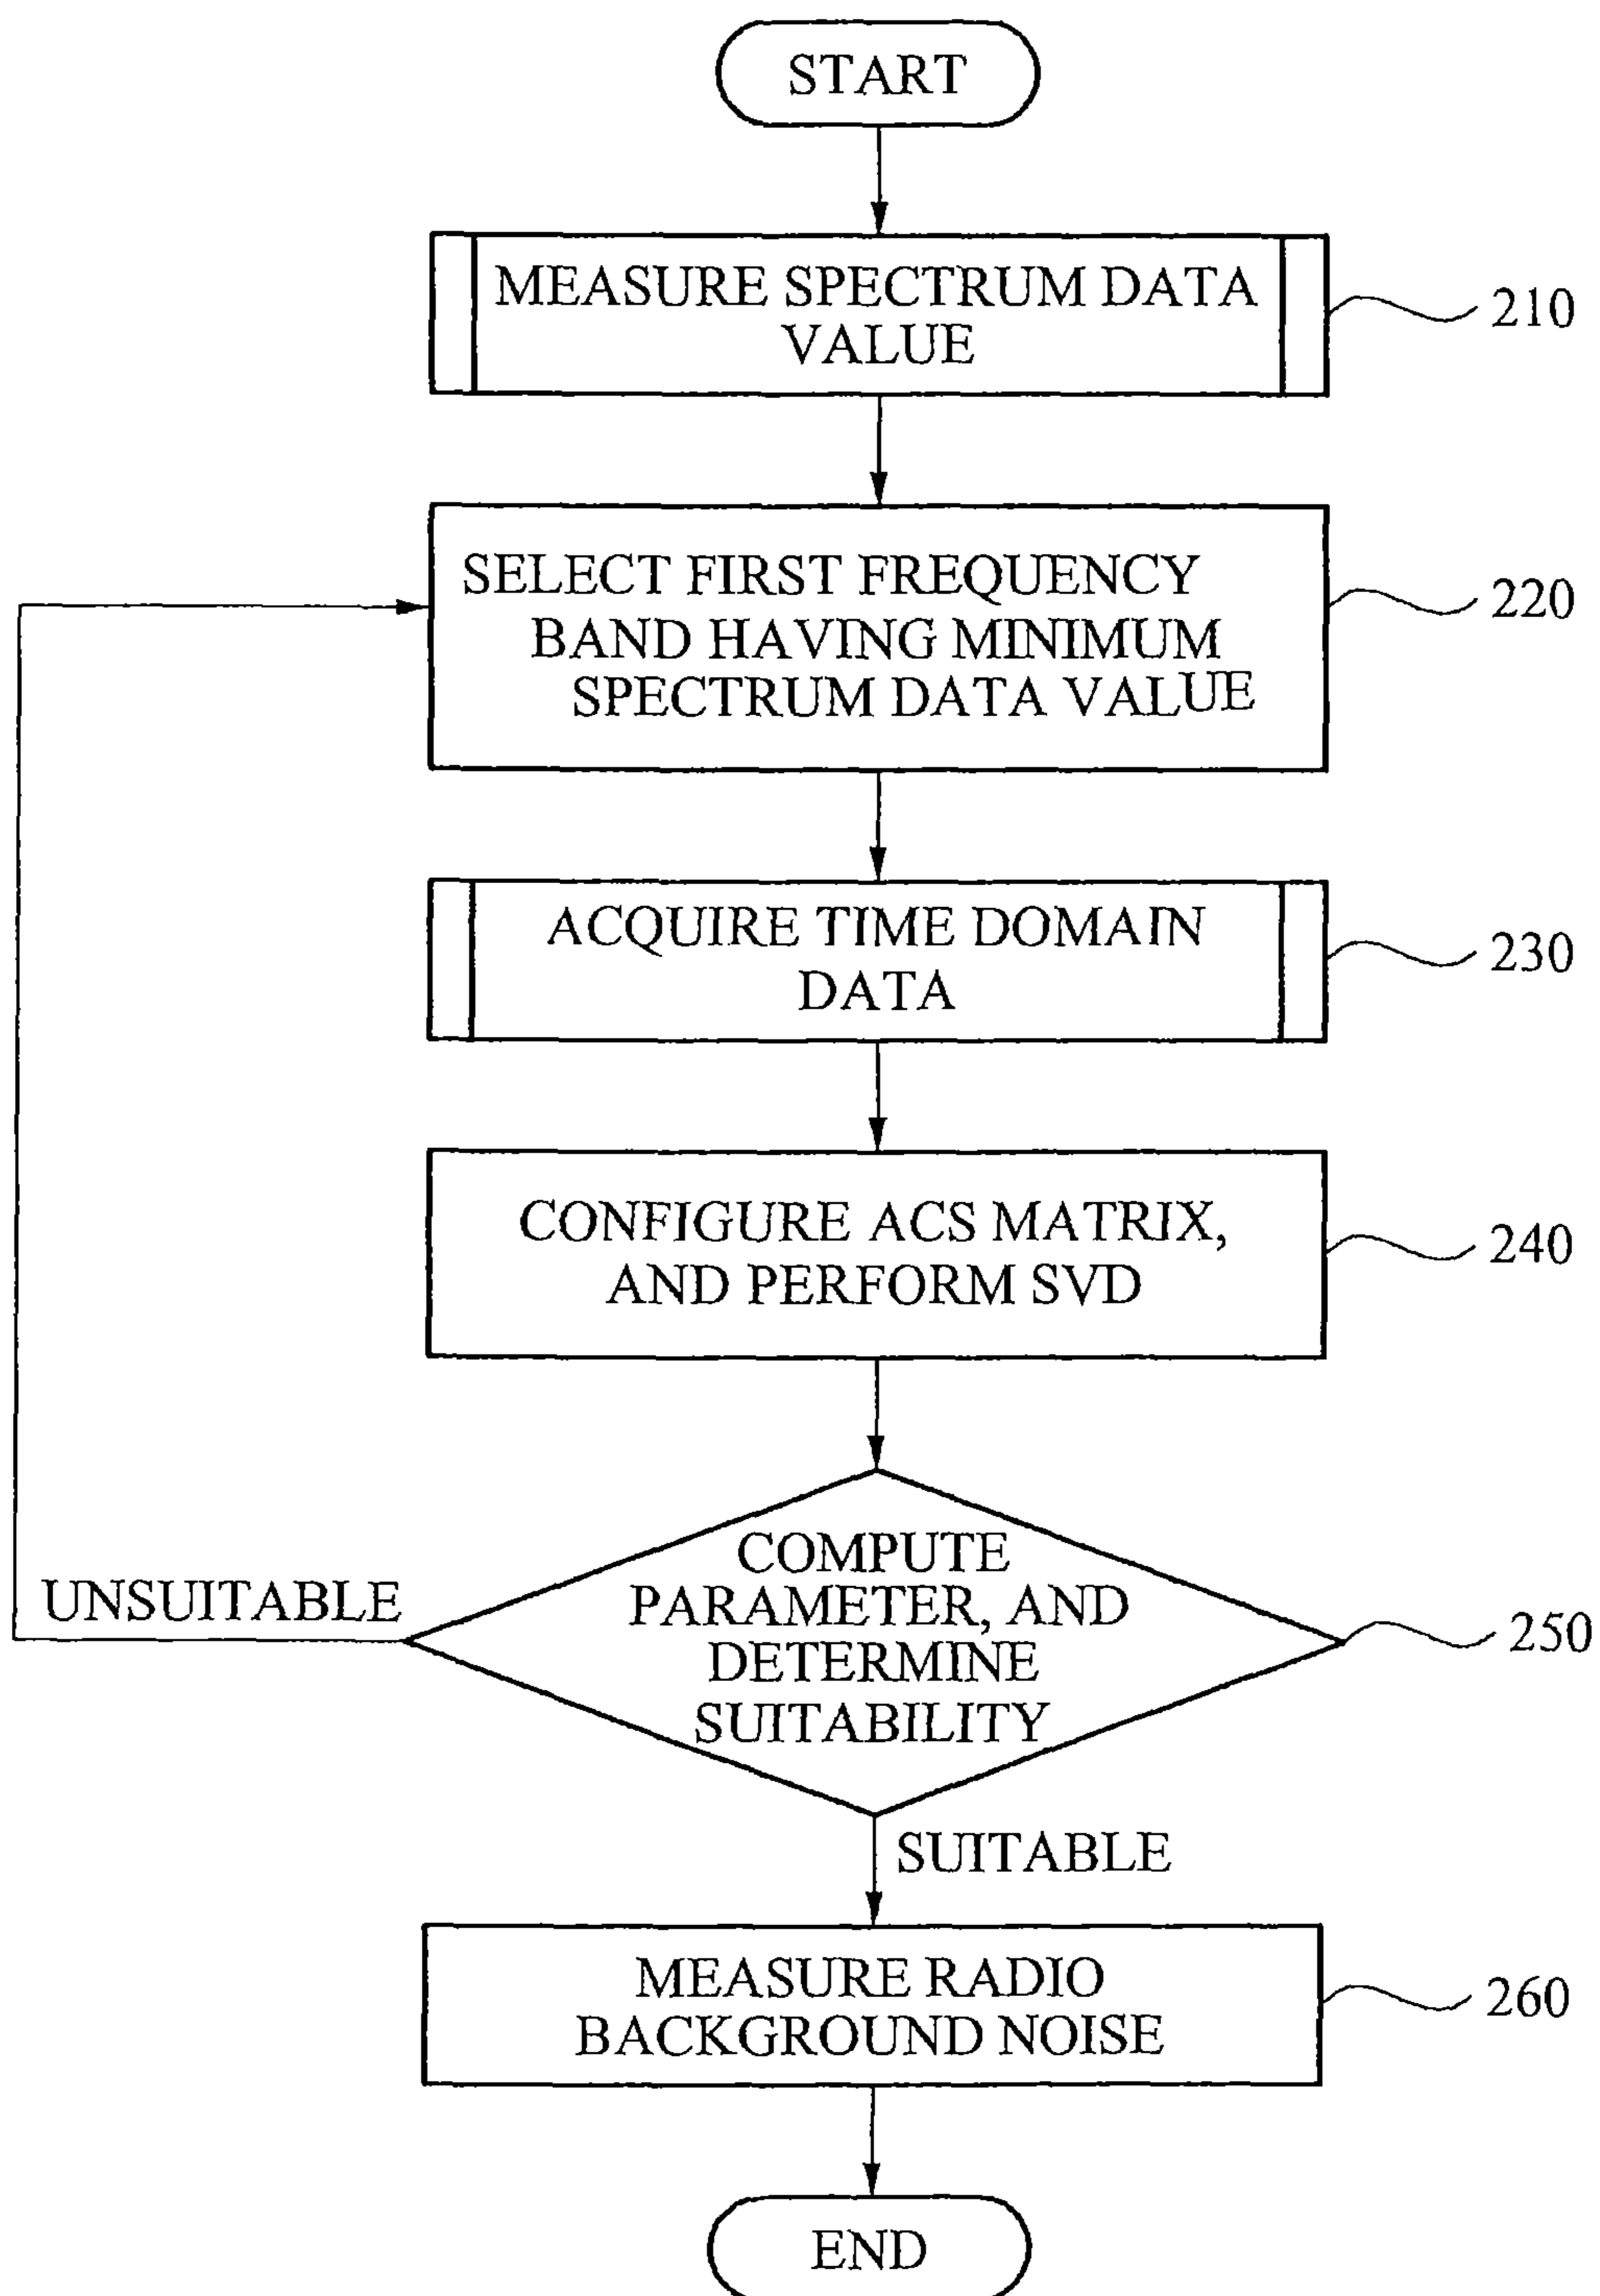 START
MEASURE SPECTRUM DATA
VALUE
210
SELECT FIRST FREQUENCY
BAND HAVING MINIMUM
SPECTRUM DATA VALUE
220
ACQUIRE TIME DOMAIN
DATA
230
CONFIGURE ACS MATRIX,
AND PERFORM SVD
240
COMPUTE
PARAMETER, AND
DETERMINE
SUITABILITY
250
UNSUITABLE
SUITABLE
MEASURE RADIO
BACKGROUND NOISE
260
END